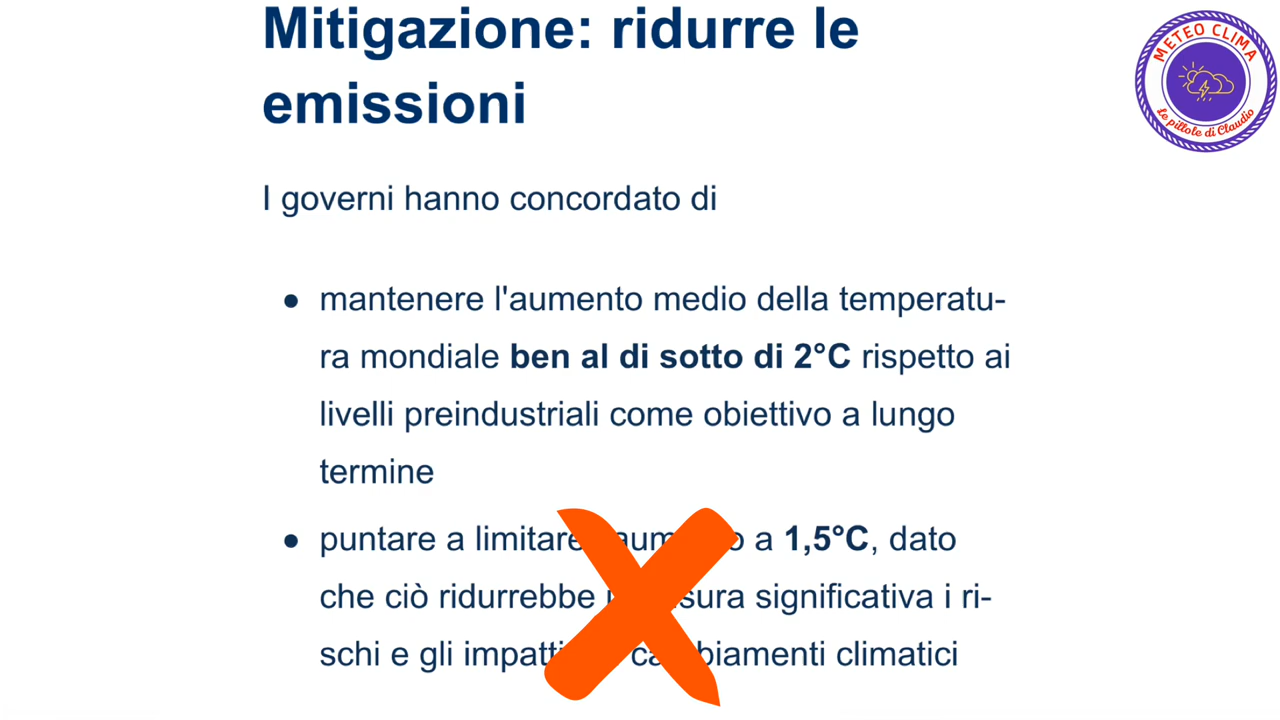 Mitigazione: ridurre le
emissioni
METEO CLIMA
Le pillole di Claudio
I governi hanno concordato di
● mantenere l'aumento medio della temperatu-
ra mondiale ben al di sotto di 2°C rispetto ai
livelli preindustriali come obiettivo a lungo
termine
● puntare a limitare a 1,5°C, dato
che ciò ridurrebbe significativa i ri-
schi e gli impatti climatici